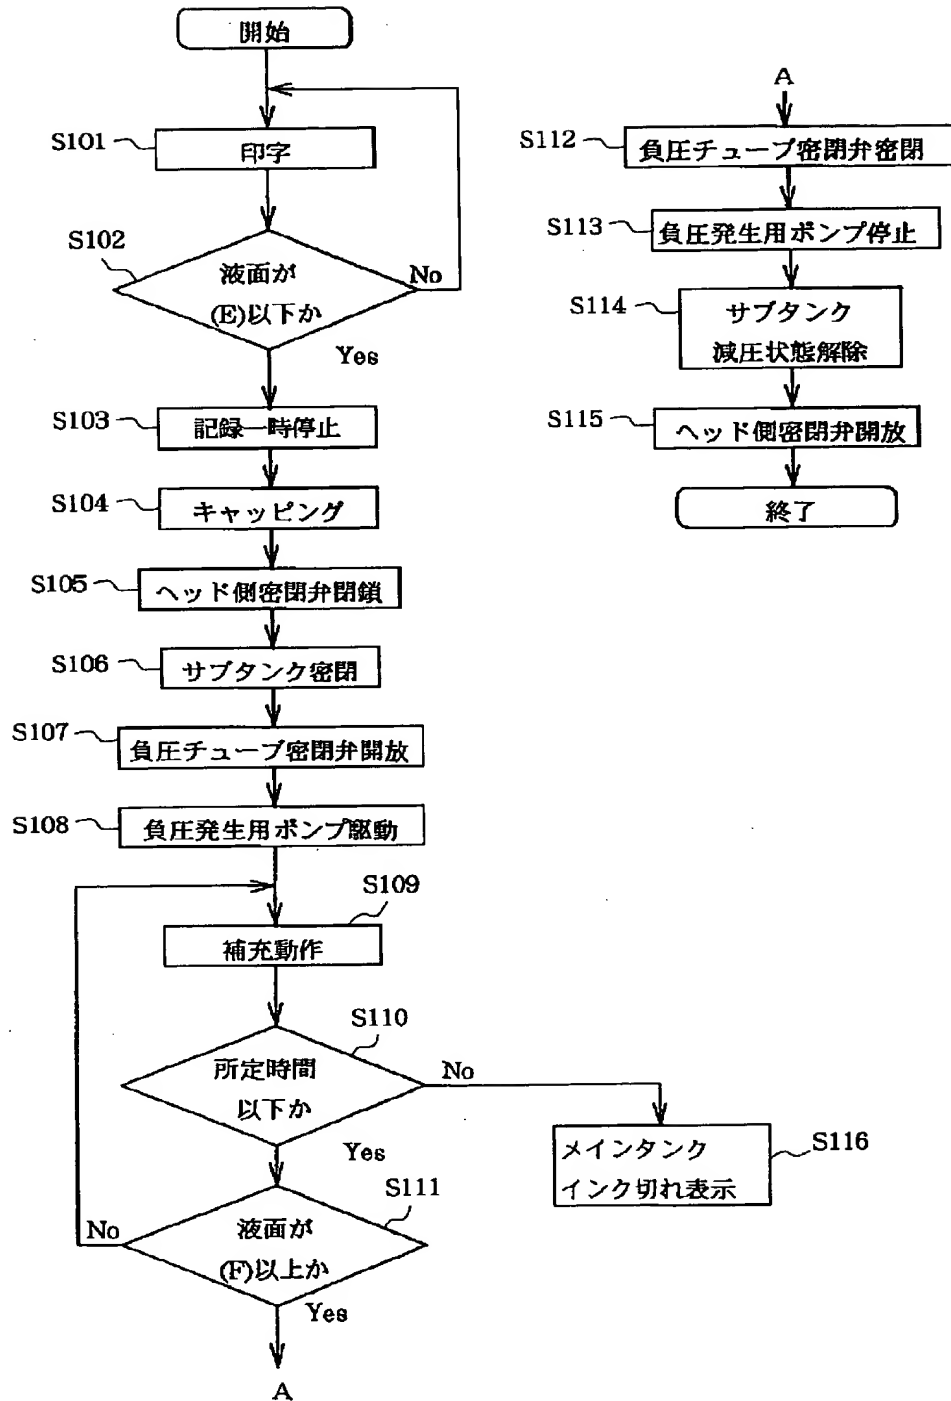 開始
S101
印字
S102
液面が
(E)以下か
No
Yes
S103
記録一時停止
S104
キャッピング
S105
ヘッド側密閉弁閉鎖
S106
サブタンク密閉
S107
負圧チューブ密閉弁開放
S108
負圧発生用ポンプ駆動
S109
補充動作
S110
所定時間
以下か
No
Yes
S111
液面が
(F)以上か
No
Yes
A
S116
メインタンク
インク切れ表示
A
S112
負圧チューブ密閉弁密閉
S113
負圧発生用ポンプ停止
S114
サブタンク
減圧状態解除
S115
ヘッド側密閉弁開放
終了